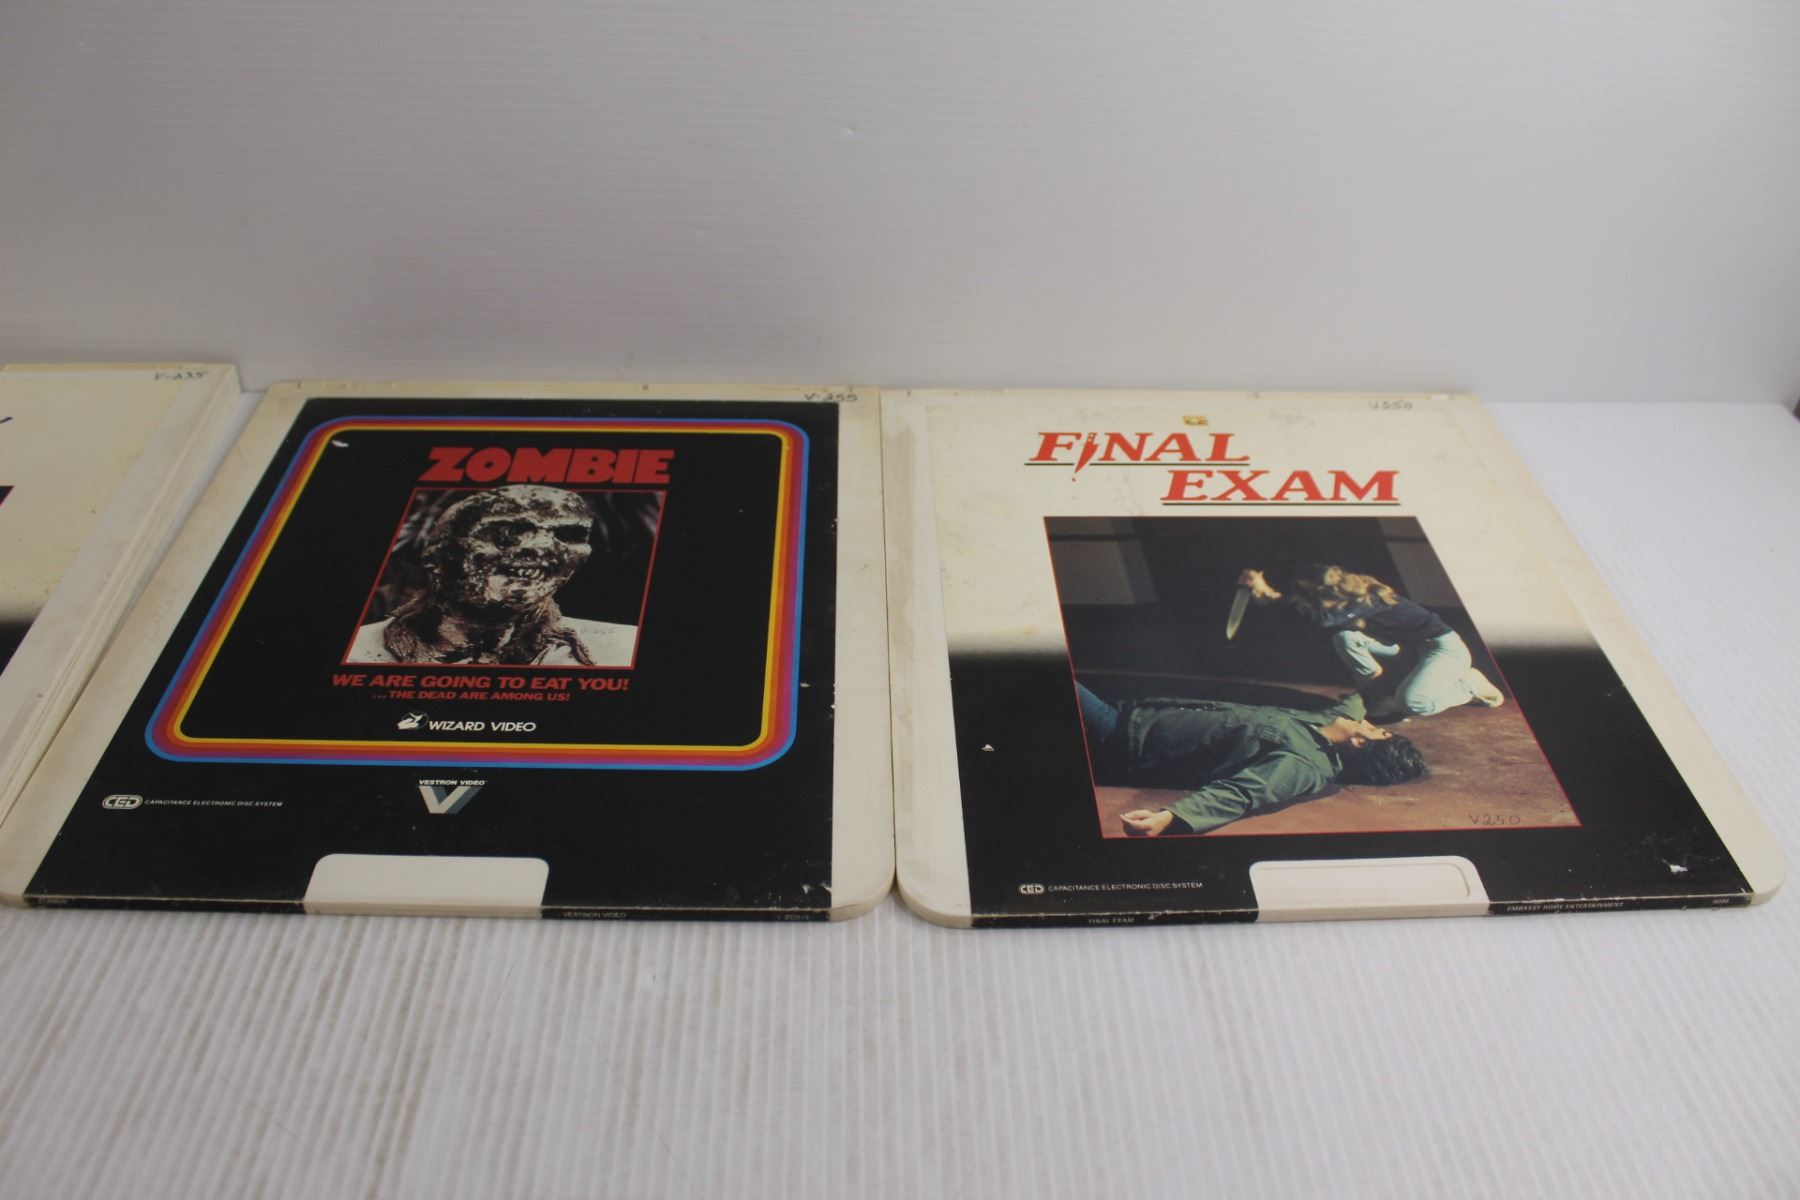 V-235
V-255
ZOMBIE
V-252
WE ARE GOING TO EAT YOU!
...THE DEAD ARE AMONG US!
WIZARD VIDEO
VESTRON VIDEO
CED CAPACITANCE ELECTRONIC DISC SYSTEM
ZOMBIE
VESTRON VIDEO
V250
FINAL
EXAM
V250
CED CAPACITANCE ELECTRONIC DISC SYSTEM
FINAL EXAM
EMBASSY HOME ENTERTAINMENT